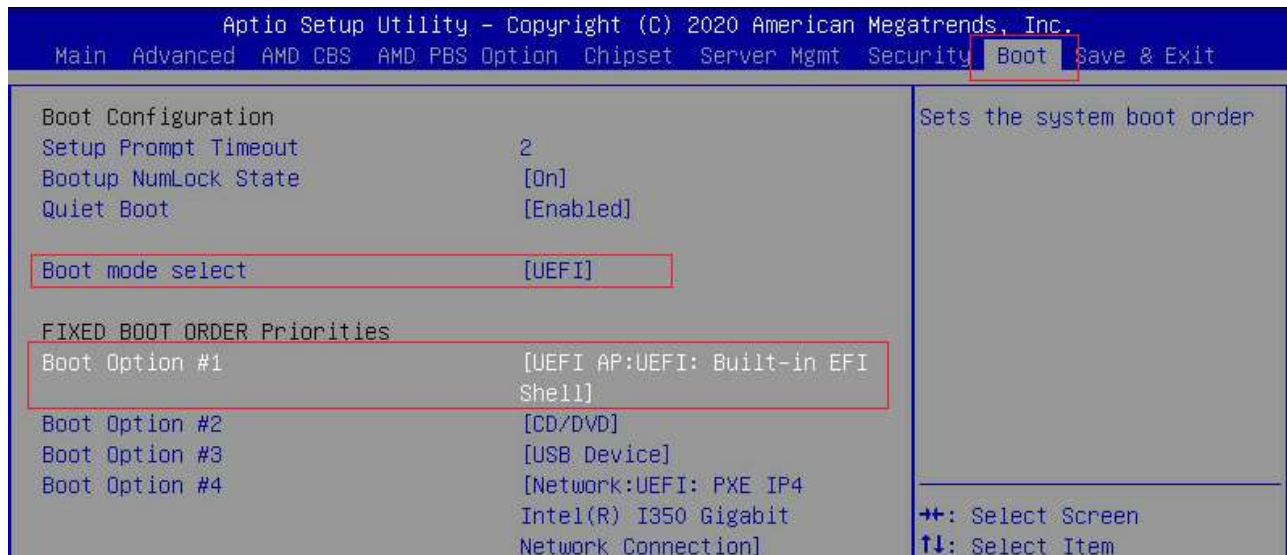 Aptio Setup Utility – Copyright (C) 2020 American Megatrends, Inc.
Main Advanced AMD CBS AMD PBS Option Chipset Server Mgmt Security Boot Save & Exit
Boot Configuration
Setup Prompt Timeout 2
Bootup NumLock State [On]
Quiet Boot [Enabled]
Boot mode select [UEFI]
FIXED BOOT ORDER Priorities
Boot Option #1 [UEFI AP:UEFI: Built-in EFI
Shell]
Boot Option #2 [CD/DVD]
Boot Option #3 [USB Device]
Boot Option #4 [Network:UEFI: PXE IP4
Intel(R) I350 Gigabit
Network Connection]
Sets the system boot order
→←: Select Screen
↑↓: Select Item